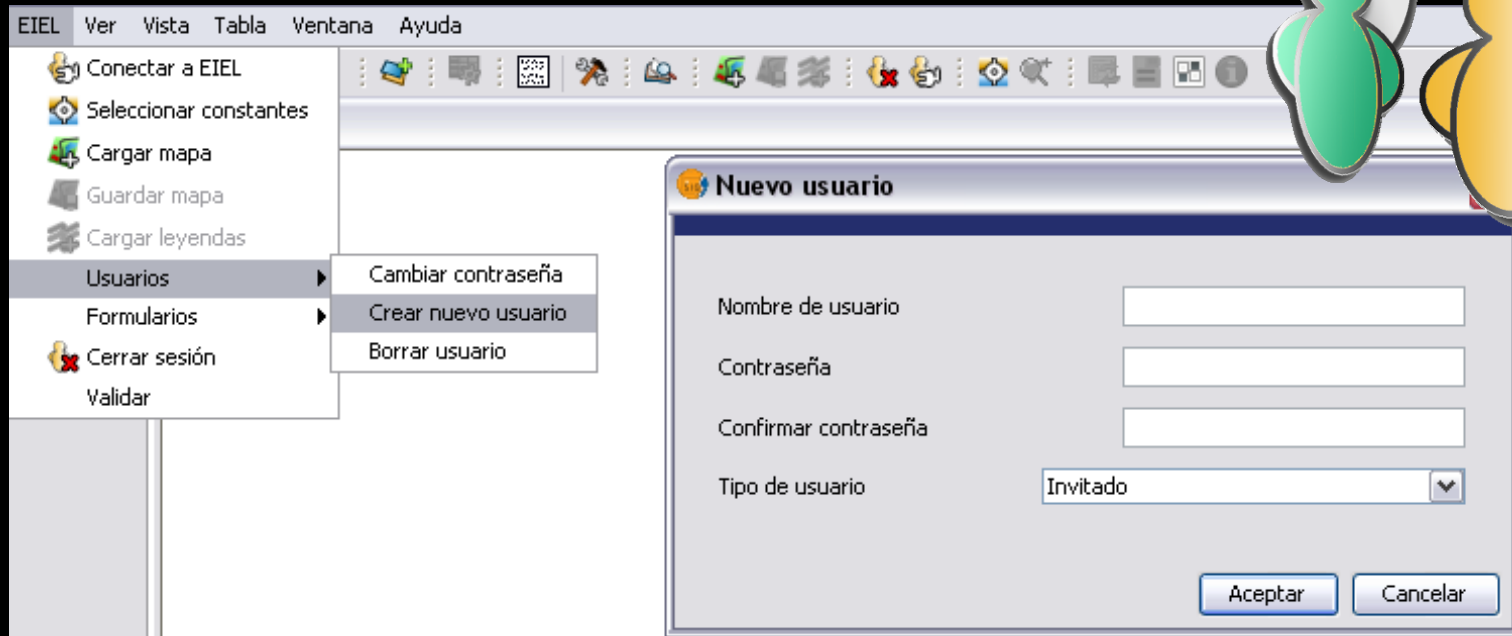 EIEL Ver Vista Tabla Ventana Ayuda
Conectar a EIEL
Seleccionar constantes
Cargar mapa
Guardar mapa
Cargar leyendas
Usuarios
Formularios
Cerrar sesión
Validar
Cambiar contraseña
Crear nuevo usuario
Borrar usuario
Nuevo usuario
Nombre de usuario
Contraseña
Confirmar contraseña
Tipo de usuario Invitado
Aceptar Cancelar